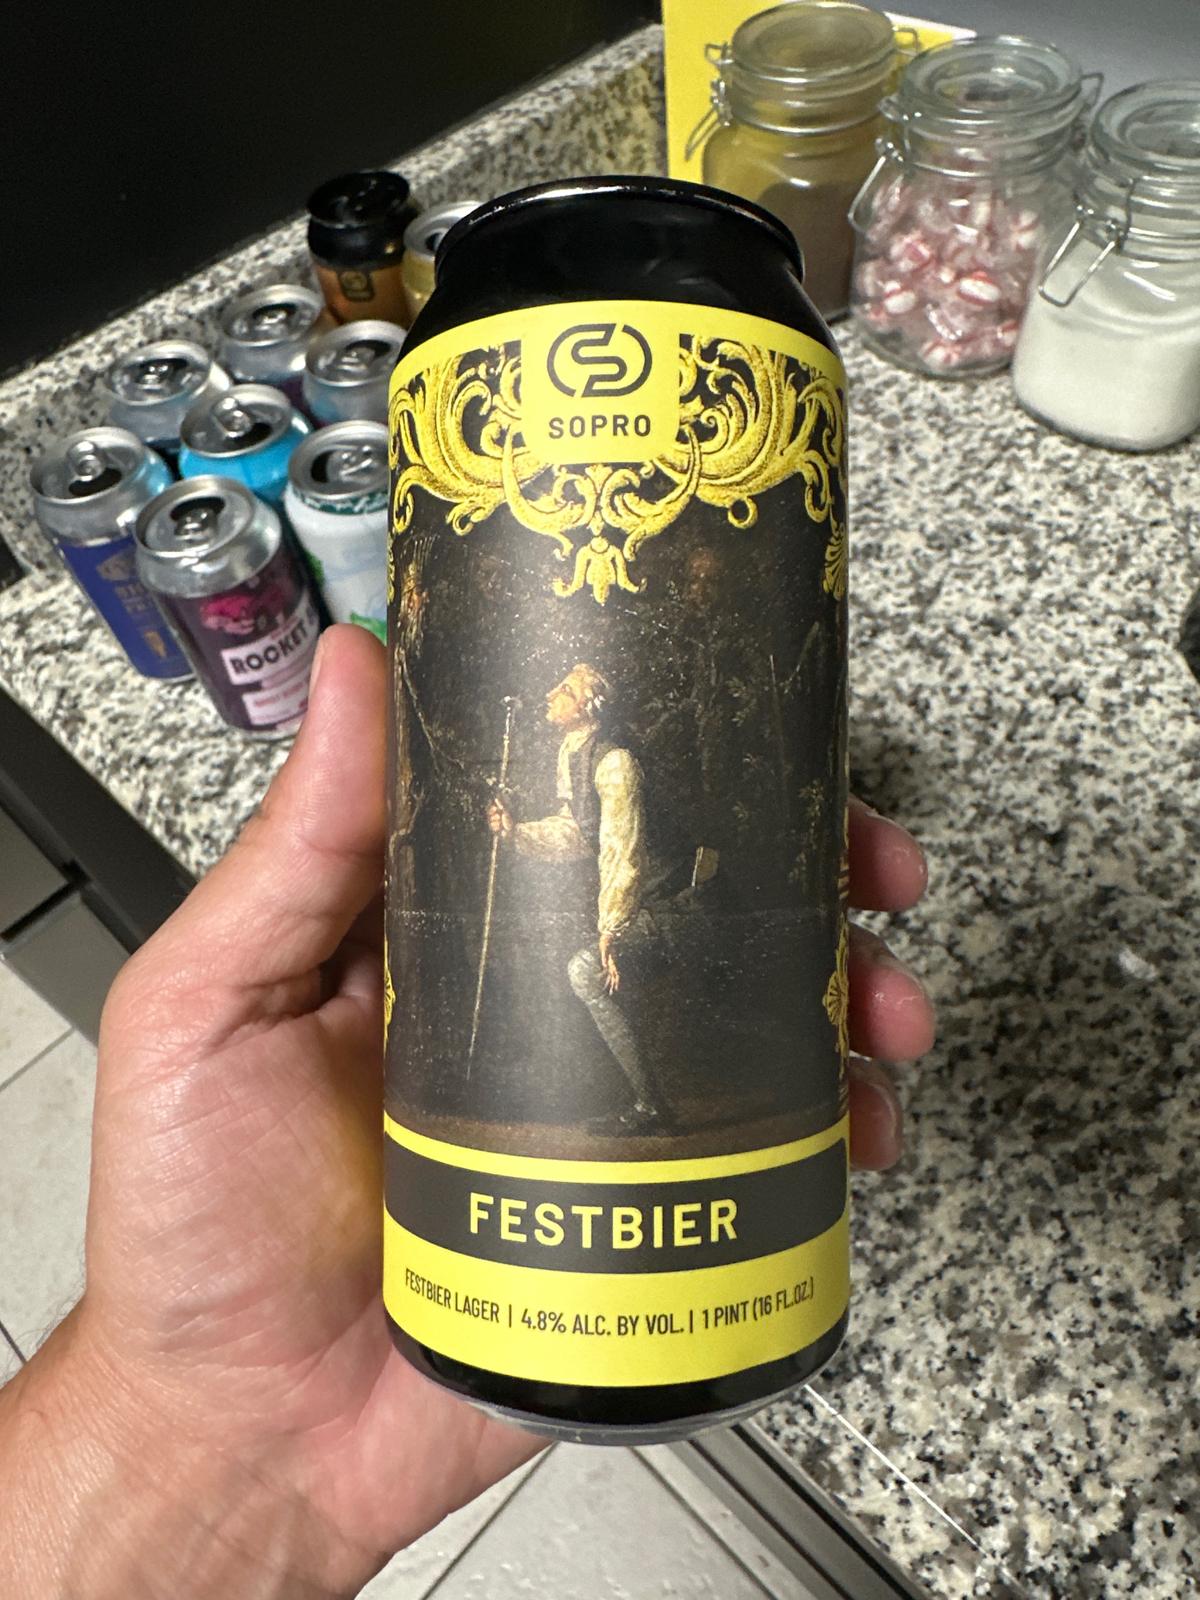 SOPRO
FESTBIER
FESTBIER LAGER | 4.8% ALC. BY VOL. | 1 PINT (16 FL.OZ.)
ROCKET